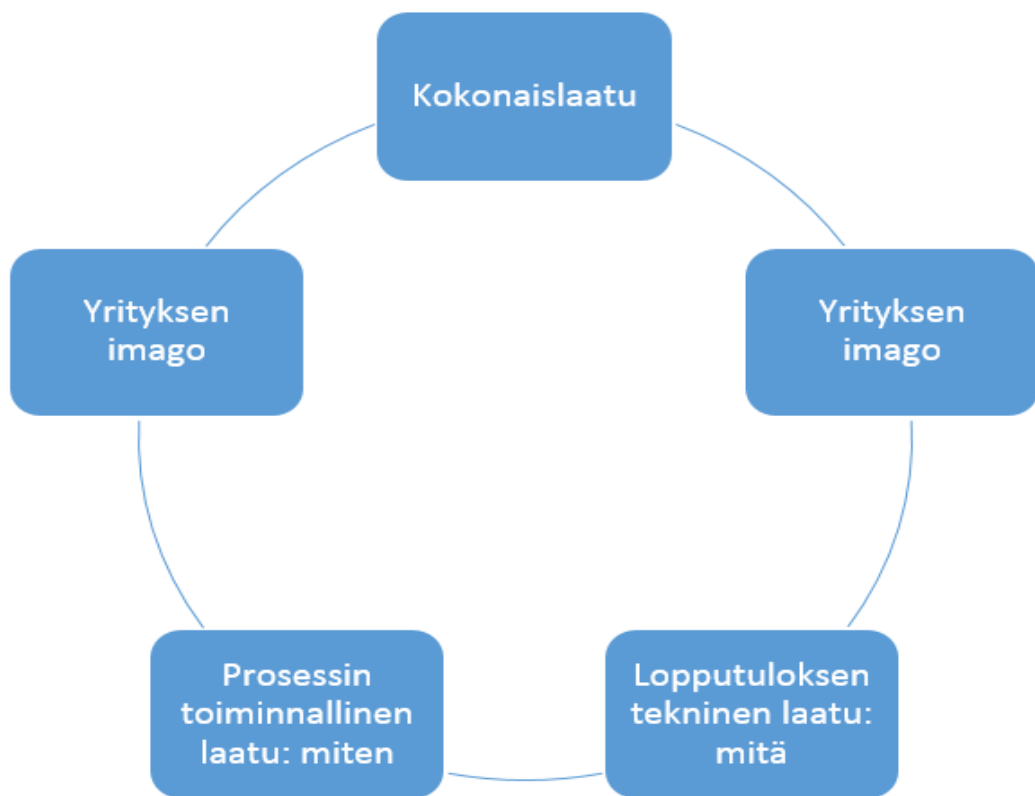 Kokonaislaatu
Yrityksen
imago
Yrityksen
imago
Prosessin
toiminnallinen
laatu: miten
Lopputuloksen
tekninen laatu:
mitä